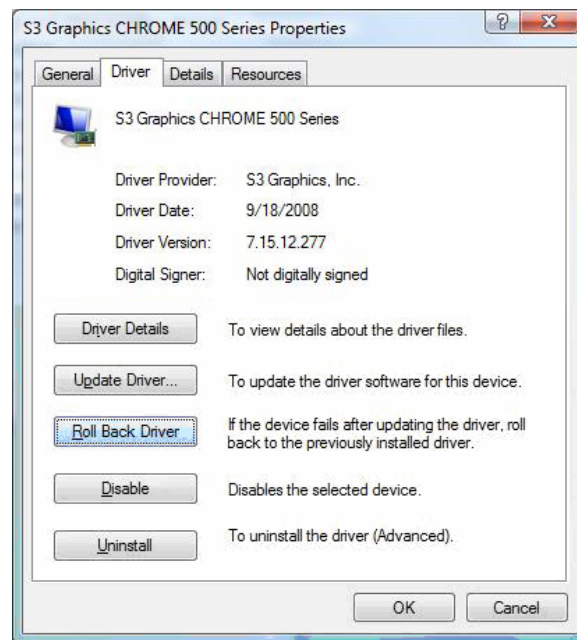 S3 Graphics CHROME 500 Series Properties
General Driver Details Resources
S3 Graphics CHROME 500 Series
Driver Provider: S3 Graphics, Inc.
Driver Date: 9/18/2008
Driver Version: 7.15.12.277
Digital Signer: Not digitally signed
Driver Details To view details about the driver files.
Update Driver... To update the driver software for this device.
Roll Back Driver If the device fails after updating the driver, roll
back to the previously installed driver.
Disable Disables the selected device.
Uninstall To uninstall the driver (Advanced).
OK Cancel